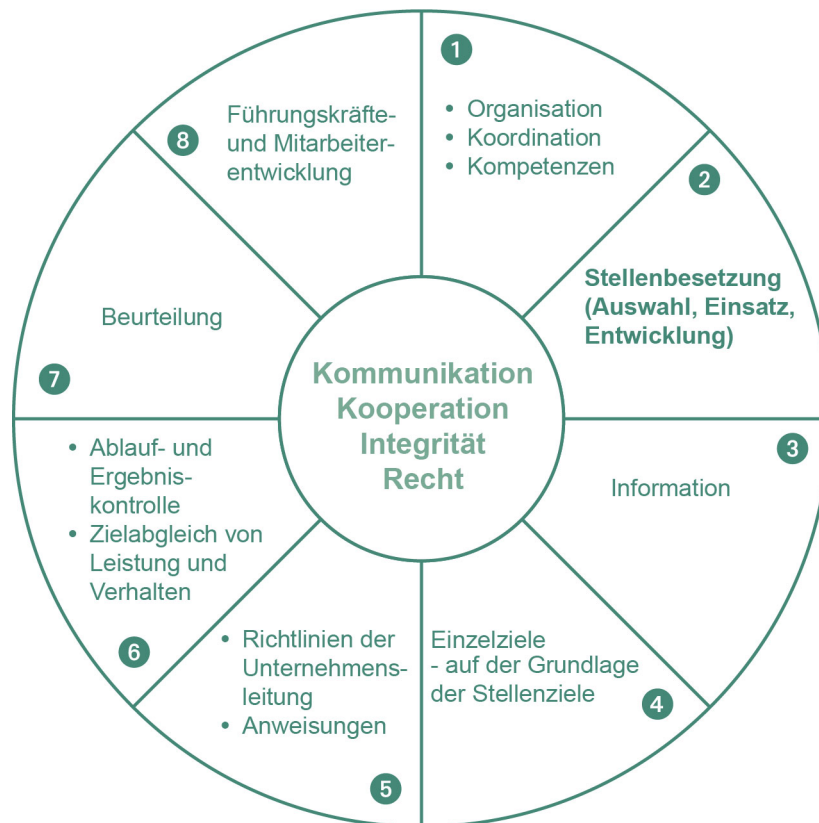 1
• Organisation
• Koordination
• Kompetenzen
2
Stellenbesetzung
(Auswahl, Einsatz,
Entwicklung)
3
Information
4
Einzelziele
- auf der Grundlage
der Stellenziele
5
• Richtlinien der
Unternehmens-
leitung
• Anweisungen
6
• Ablauf- und
Ergebnis-
kontrolle
• Zielabgleich von
Leistung und
Verhalten
7
Beurteilung
8
Führungskräfte-
und Mitarbeiter-
entwicklung
Kommunikation
Kooperation
Integrität
Recht